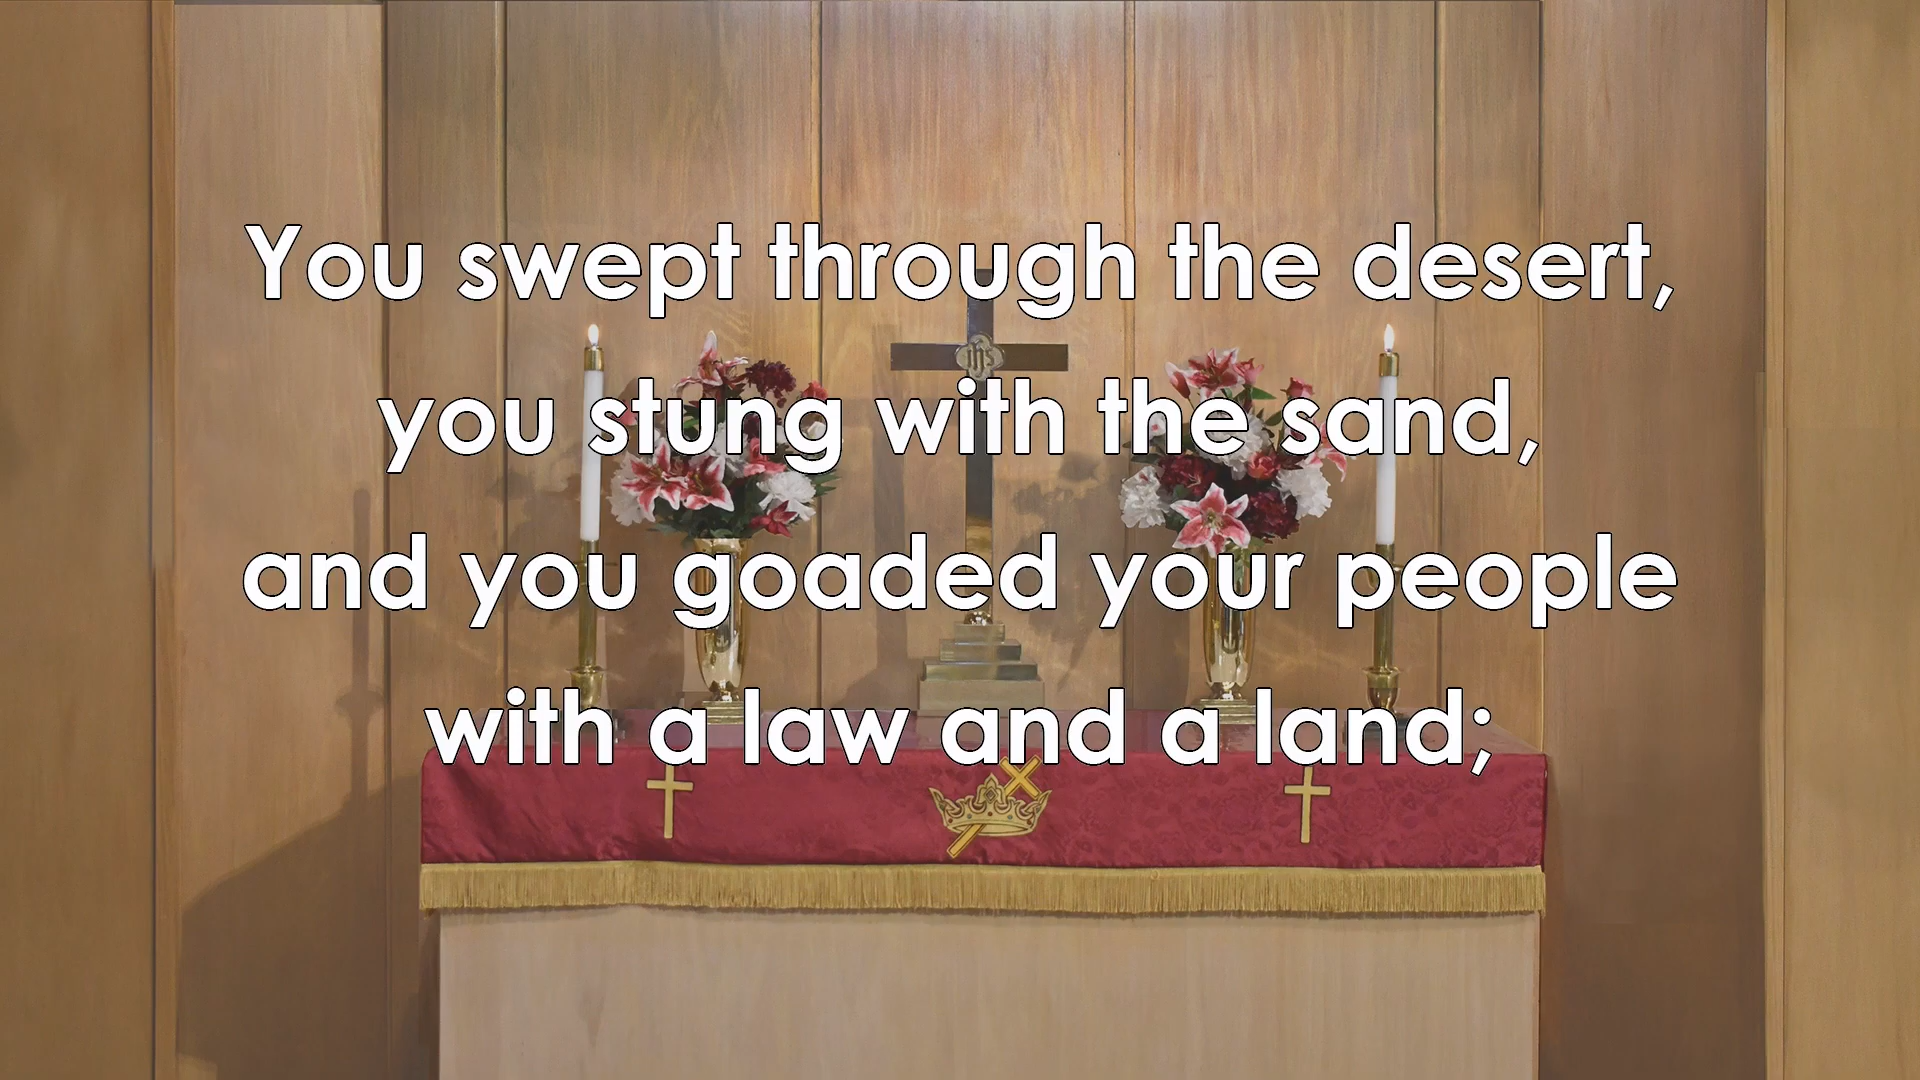 You swept through the desert,
ihs
you stung with the sand,
and you goaded your people
with a law and a land;